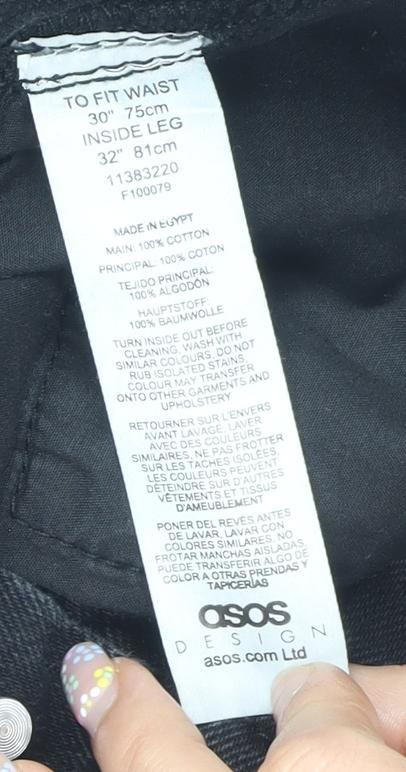 TO FIT WAIST
30" 75cm
INSIDE LEG
32" 81cm
11383220
F100079
MADE IN EGYPT
MAIN: 100% COTTON
PRINCIPAL: 100% COTON
TEJIDO PRINCIPAL:
100% ALGODÓN
HAUPTSTOFF:
100% BAUMWOLLE
TURN INSIDE OUT BEFORE
CLEANING, WASH WITH
SIMILAR COLOURS, DO NOT
RUB ISOLATED STAINS,
COLOUR MAY TRANSFER
ONTO OTHER GARMENTS AND
UPHOLSTERY
RETOURNER SUR L'ENVERS
AVANT LAVAGE, LAVER
AVEC DES COULEURS
SIMILAIRES, NE PAS FROTTER
SUR LES TACHES ISOLÉES,
LES COULEURS PEUVENT
DÉTEINDRE SUR D'AUTRES
VÊTEMENTS ET TISSUS
D'AMEUBLEMENT
PONER DEL REVÉS ANTES
DE LAVAR, LAVAR CON
COLORES SIMILARES, NO
FROTAR MANCHAS AISLADAS,
PUEDE TRANSFERIR ALGO DE
COLOR A OTRAS PRENDAS Y
TAPICERÍAS
asos
DESIGN
asos.com Ltd